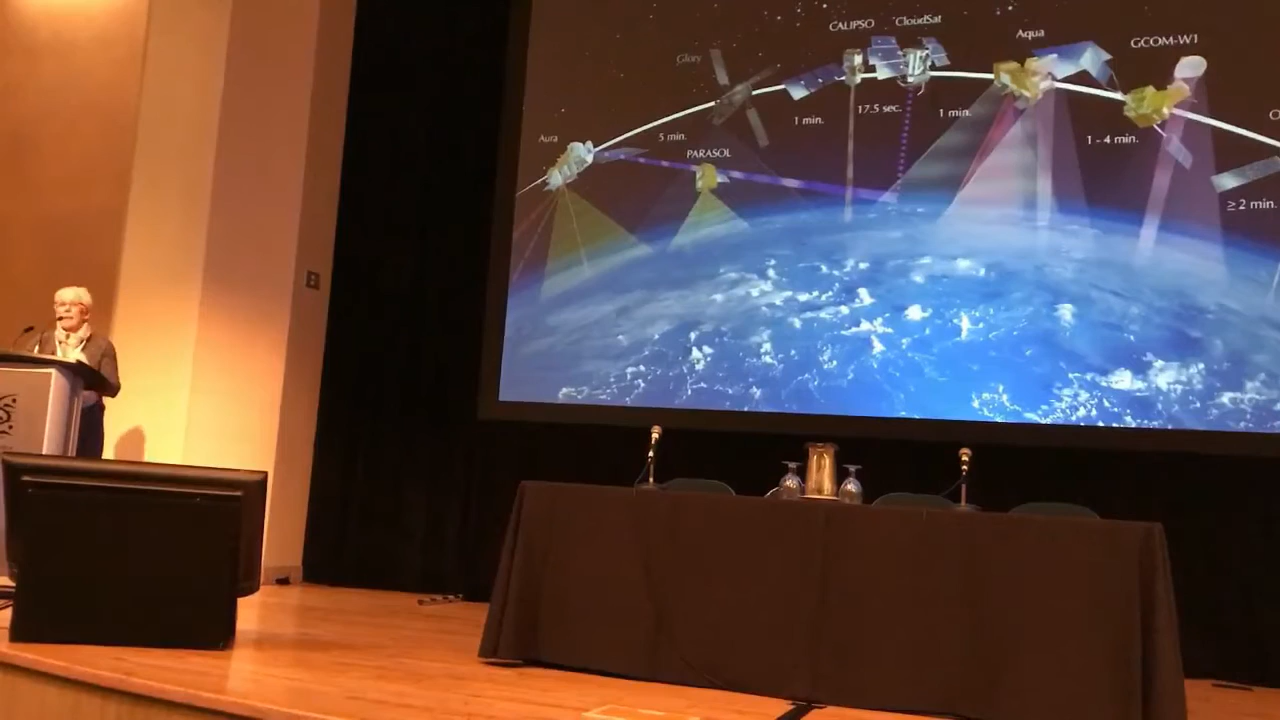 CALIPSO
CloudSat
Aqua
GCOM-W1
Glory
1 min.
17.5 sec.
1 min.
5 min.
1 - 4 min.
Aura
PARASOL
≥ 2 min.